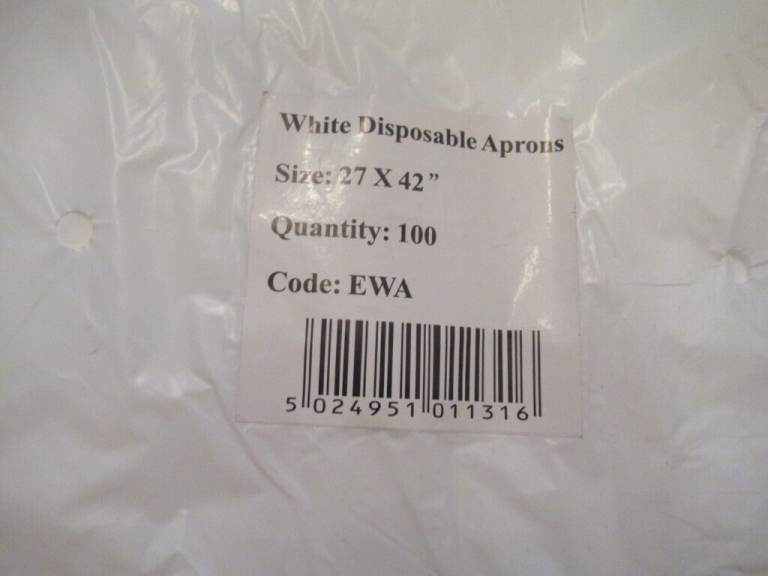 White Disposable Aprons
Size: 27 X 42”
Quantity: 100
Code: EWA
5 024951 011316